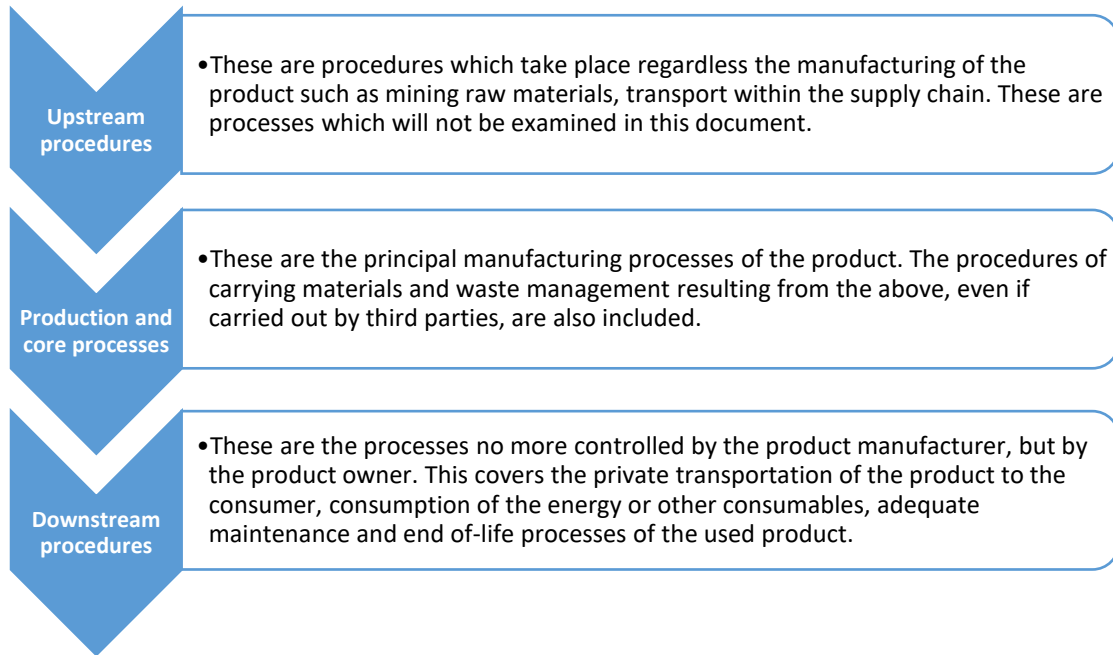 Upstream
procedures
•These are procedures which take place regardless the manufacturing of the
product such as mining raw materials, transport within the supply chain. These are
processes which will not be examined in this document.
Production and
core processes
•These are the principal manufacturing processes of the product. The procedures of
carrying materials and waste management resulting from the above, even if
carried out by third parties, are also included.
Downstream
procedures
•These are the processes no more controlled by the product manufacturer, but by
the product owner. This covers the private transportation of the product to the
consumer, consumption of the energy or other consumables, adequate
maintenance and end of-life processes of the used product.